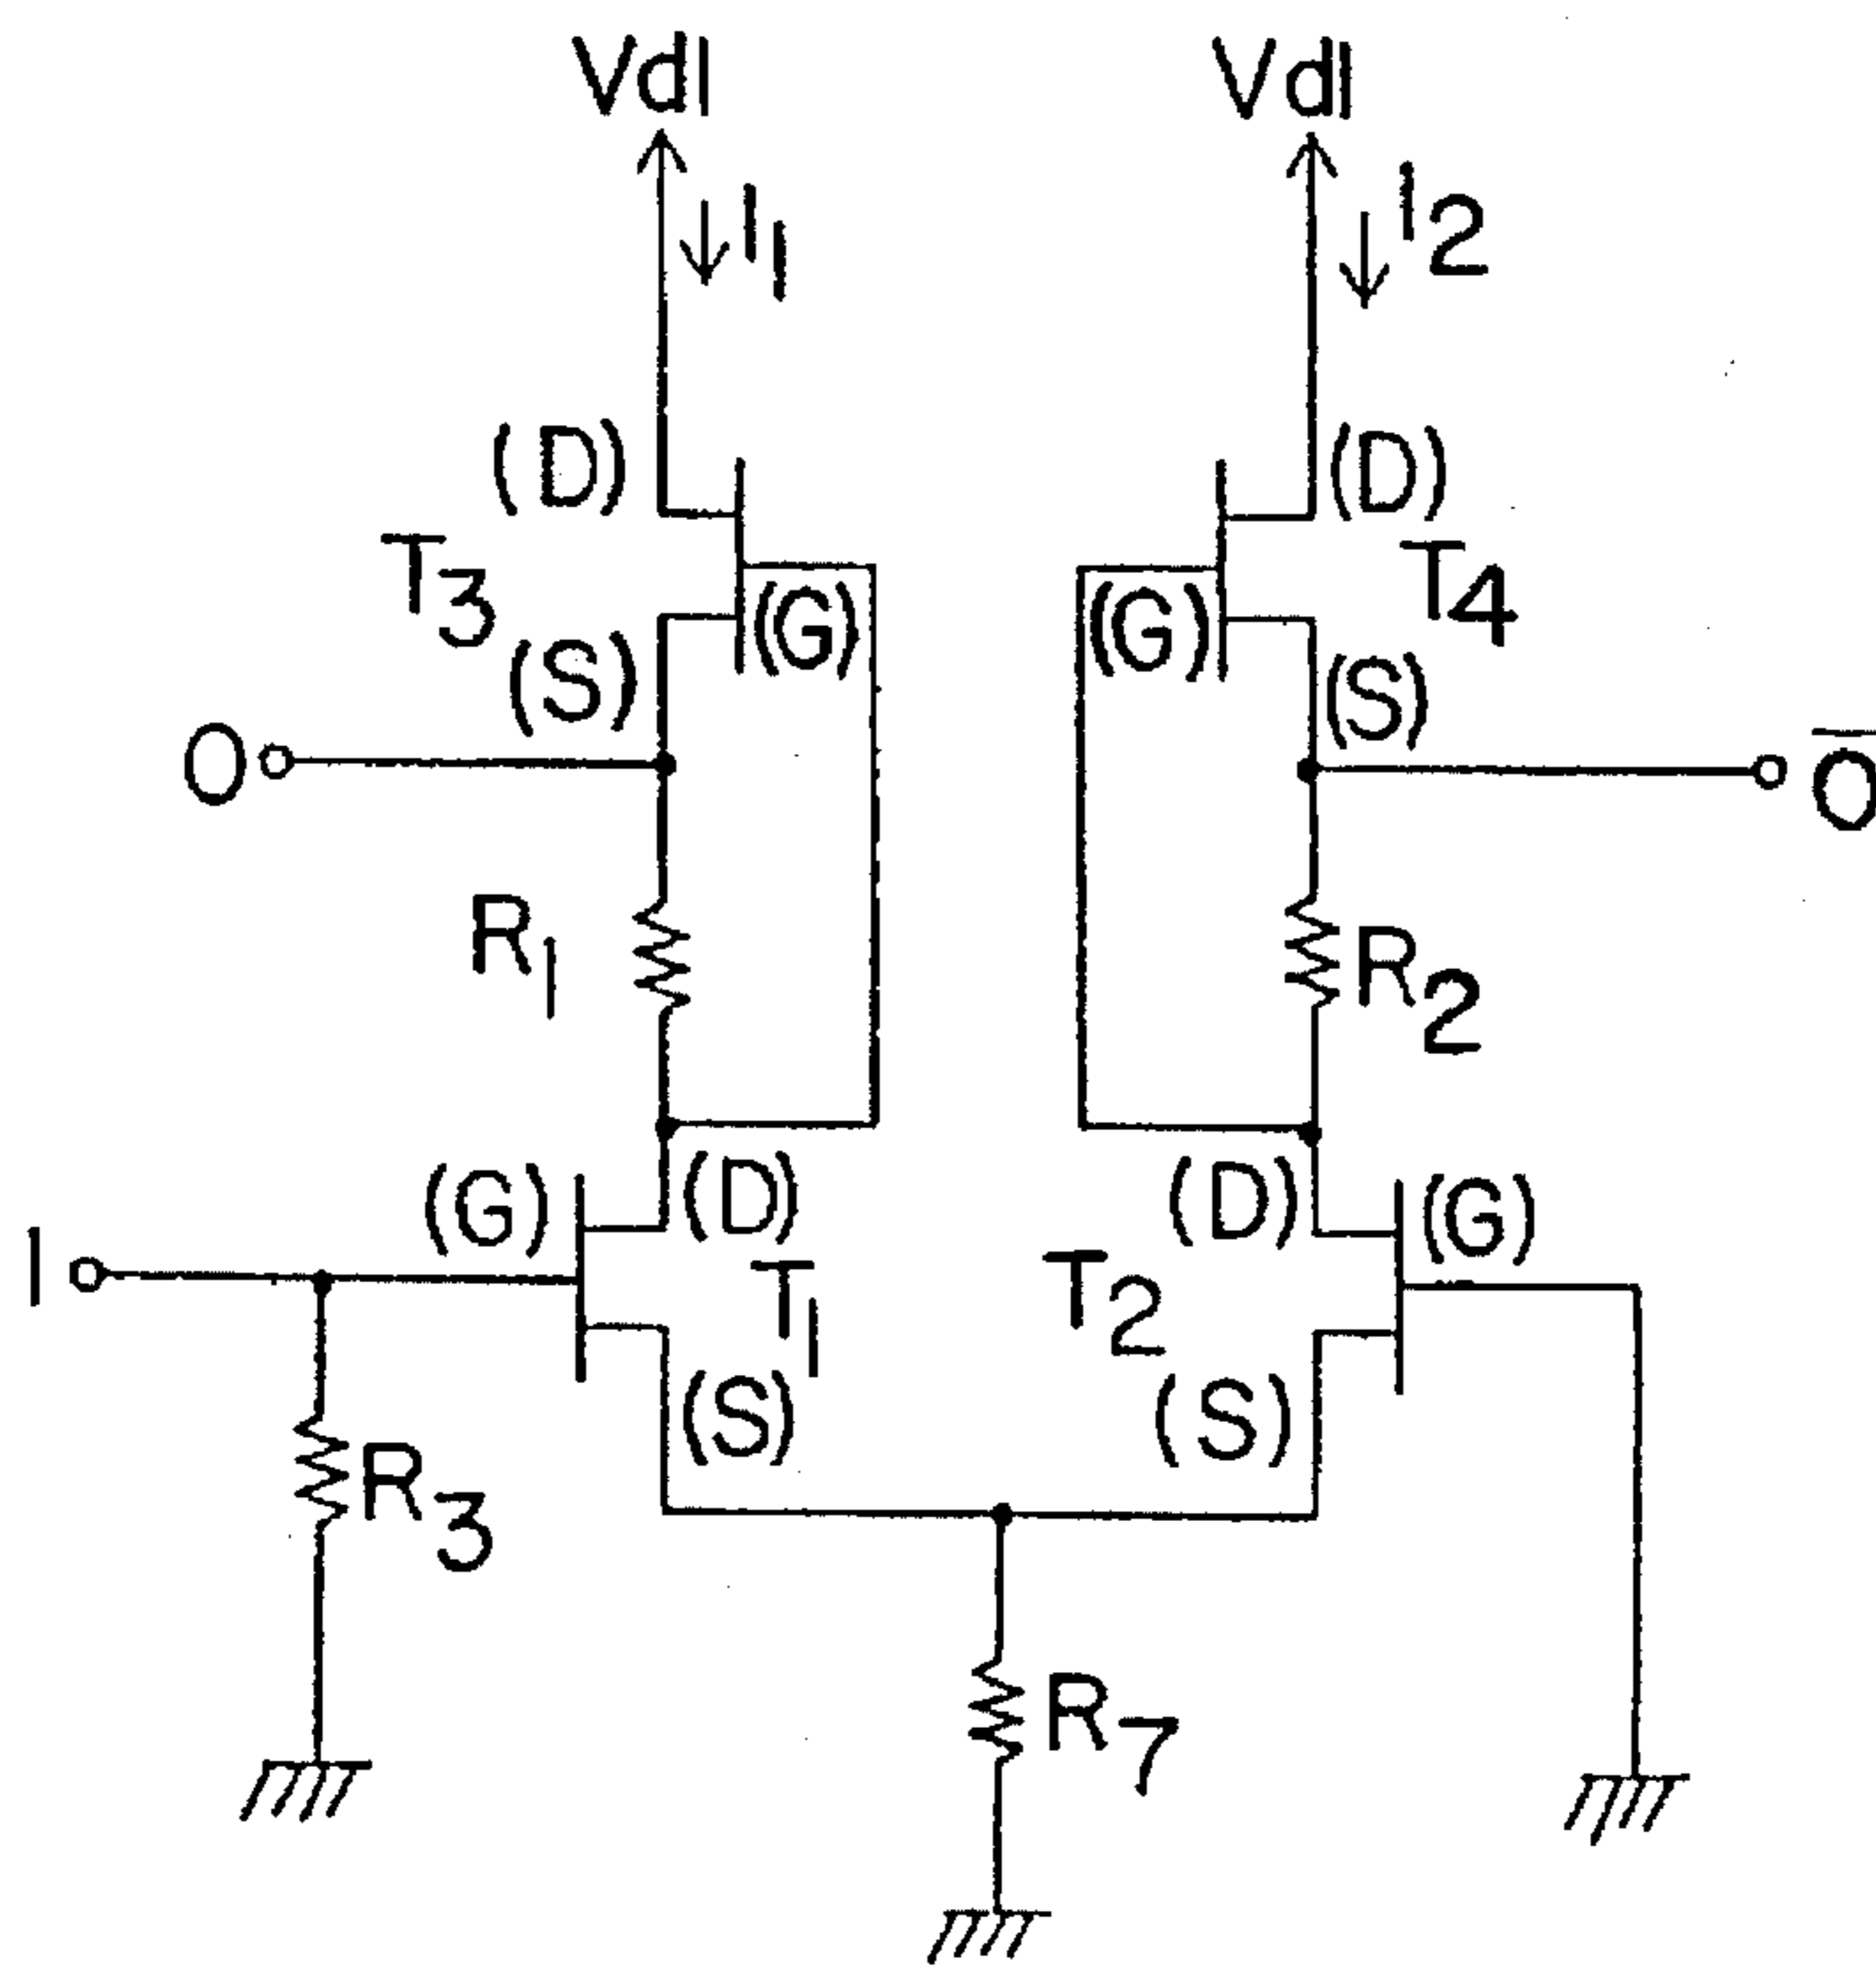 Vdl Vdl
I1 I2
(D) (D)
T3 (G) (G) T4
(S) (S)
O O̅
R1 R2
(G) (D) (D) (G)
I T1 T2
(S) (S)
R3
R7